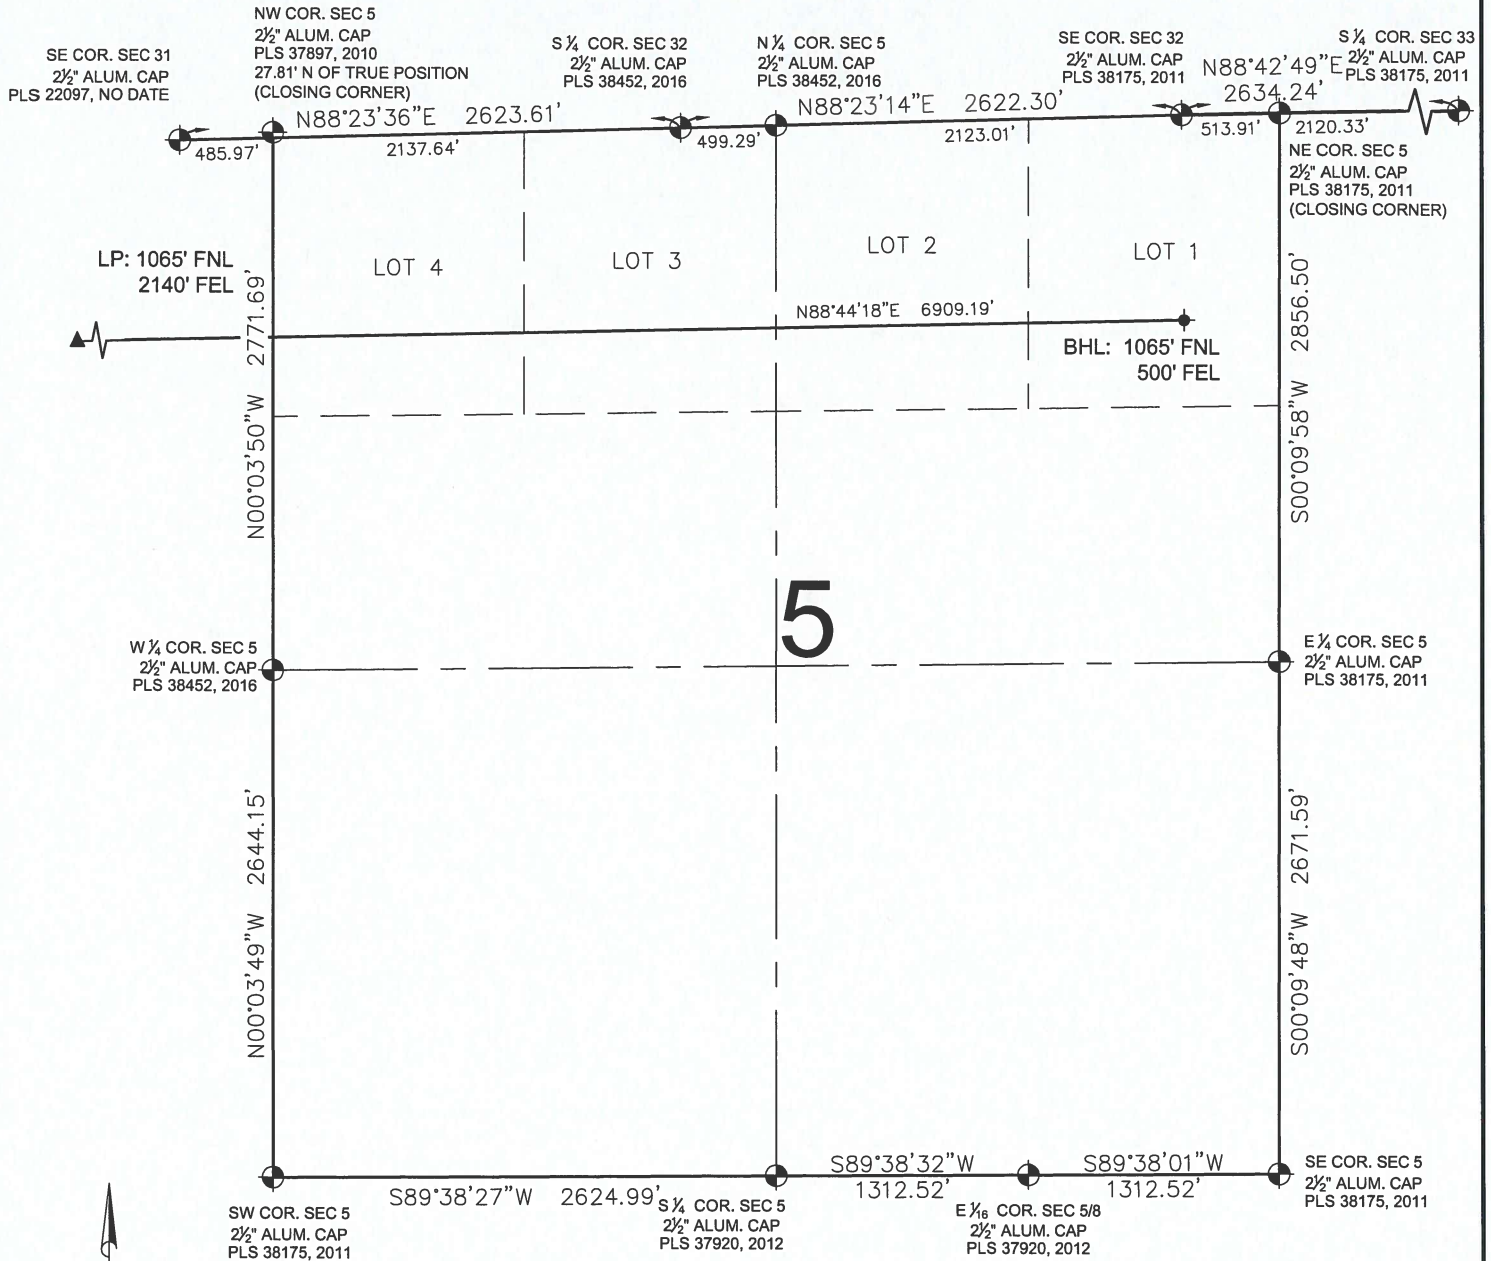 NW COR. SEC 5
2½" ALUM. CAP
PLS 37897, 2010
27.81' N OF TRUE POSITION
(CLOSING CORNER)
SE COR. SEC 31
2½" ALUM. CAP
PLS 22097, NO DATE
S ¼ COR. SEC 32
2½" ALUM. CAP
PLS 38452, 2016
N ¼ COR. SEC 5
2½" ALUM. CAP
PLS 38452, 2016
SE COR. SEC 32
2½" ALUM. CAP
PLS 38175, 2011
S ¼ COR. SEC 33
2½" ALUM. CAP
PLS 38175, 2011
N88°42'49"E
2634.24'
N88°23'36"E 2623.61'
N88°23'14"E 2622.30'
485.97'
2137.64'
499.29'
2123.01'
513.91'
2120.33'
NE COR. SEC 5
2½" ALUM. CAP
PLS 38175, 2011
(CLOSING CORNER)
LP: 1065' FNL
2140' FEL
LOT 4
LOT 3
LOT 2
LOT 1
N88°44'18"E 6909.19'
BHL: 1065' FNL
500' FEL
N00°03'50"W 2771.69'
S00°09'58"W 2856.50'
5
W ¼ COR. SEC 5
2½" ALUM. CAP
PLS 38452, 2016
E ¼ COR. SEC 5
2½" ALUM. CAP
PLS 38175, 2011
N00°03'49"W 2644.15'
S00°09'48"W 2671.59'
S89°38'27"W 2624.99'
S89°38'32"W
1312.52'
S89°38'01"W
1312.52'
SW COR. SEC 5
2½" ALUM. CAP
PLS 38175, 2011
S ¼ COR. SEC 5
2½" ALUM. CAP
PLS 37920, 2012
E 1⁄16 COR. SEC 5/8
2½" ALUM. CAP
PLS 37920, 2012
SE COR. SEC 5
2½" ALUM. CAP
PLS 38175, 2011